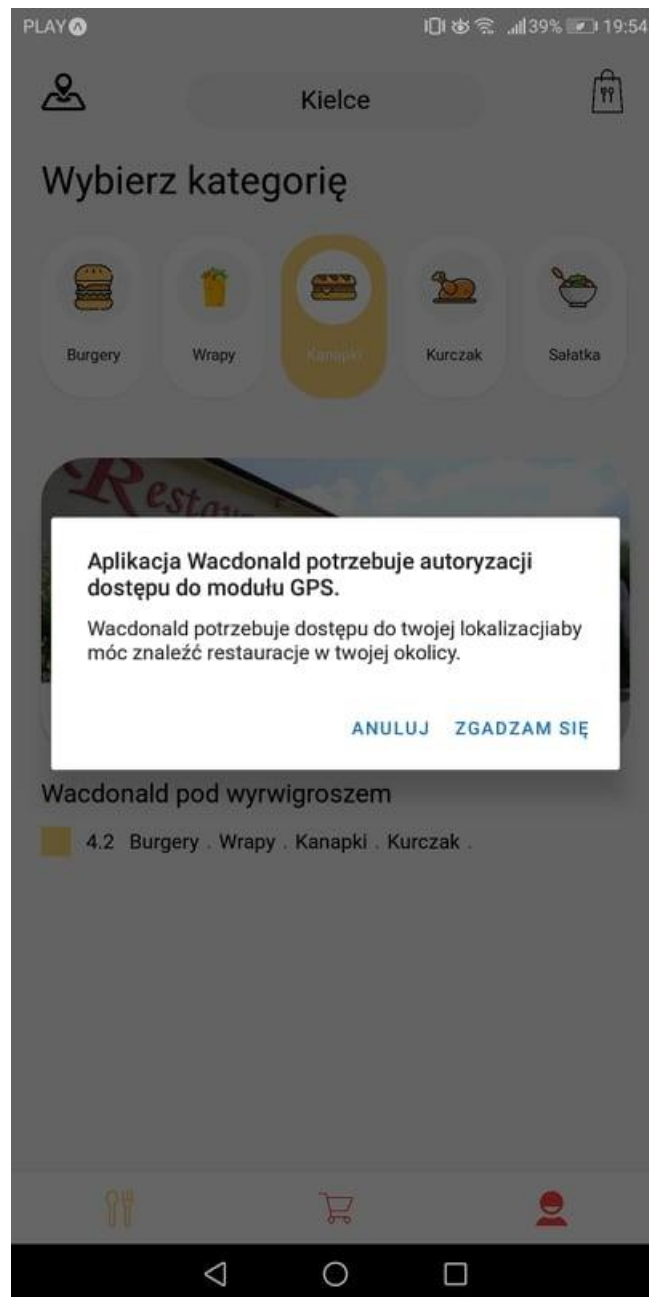 PLAY
39% 19:54
Kielce
Wybierz kategorię
Burgery Wrapy Kanapki Kurczak Sałatka
Restau
Aplikacja Wacdonald potrzebuje autoryzacji
dostępu do modułu GPS.
Wacdonald potrzebuje dostępu do twojej lokalizacjiaby
móc znaleźć restauracje w twojej okolicy.
ANULUJ ZGADZAM SIĘ
Wacdonald pod wyrwigroszem
4.2 Burgery . Wrapy . Kanapki . Kurczak .